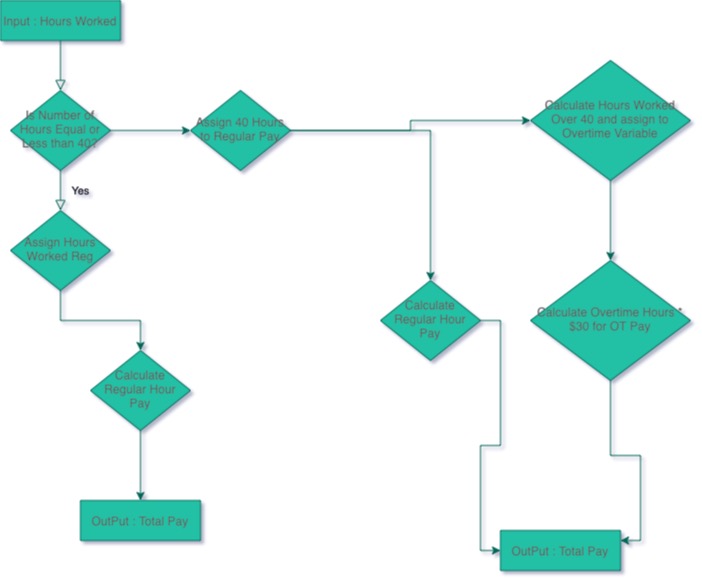 Input : Hours Worked
Is Number of
Hours Equal or
Less than 40?
Assign 40 Hours
to Regular Pay
Calculate Hours Worked
Over 40 and assign to
Overtime Variable
Yes
Assign Hours
Worked Reg
Calculate
Regular Hour
Pay
Calculate Overtime Hours *
$30 for OT Pay
Calculate
Regular Hour
Pay
OutPut : Total Pay
OutPut : Total Pay